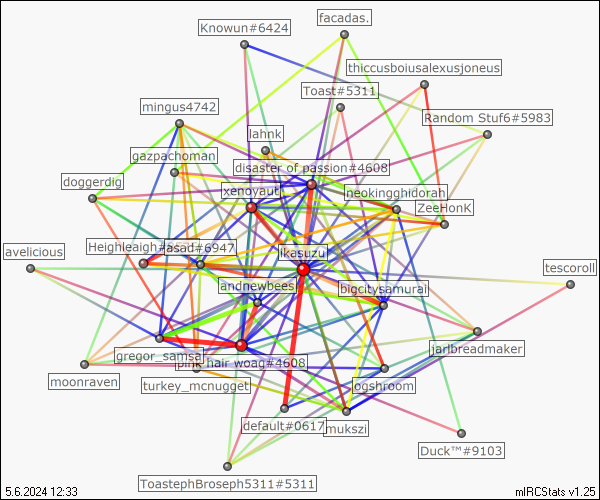 facadas.
Knowun#6424
thiccusboiusalexusjoneus
Toast#5311
mingus4742
Random Stuf6#5983
lahnk
gazpachoman
disaster of passion#4608
doggerdig
xenoyaut
neokingghidorah
ZeeHonK
avelicious
Heighleaigh#
asad#6947
ikasuzu
tescoroll
andnewbees
bigcitysamurai
gregor_samsa
pink hair woag#4608
jarlbreadmaker
moonraven
turkey_mcnugget
ogshroom
default#0617
mukszi
Duck™#9103
ToastephBroseph5311#5311
5.6.2024 12:33
mIRCStats v1.25